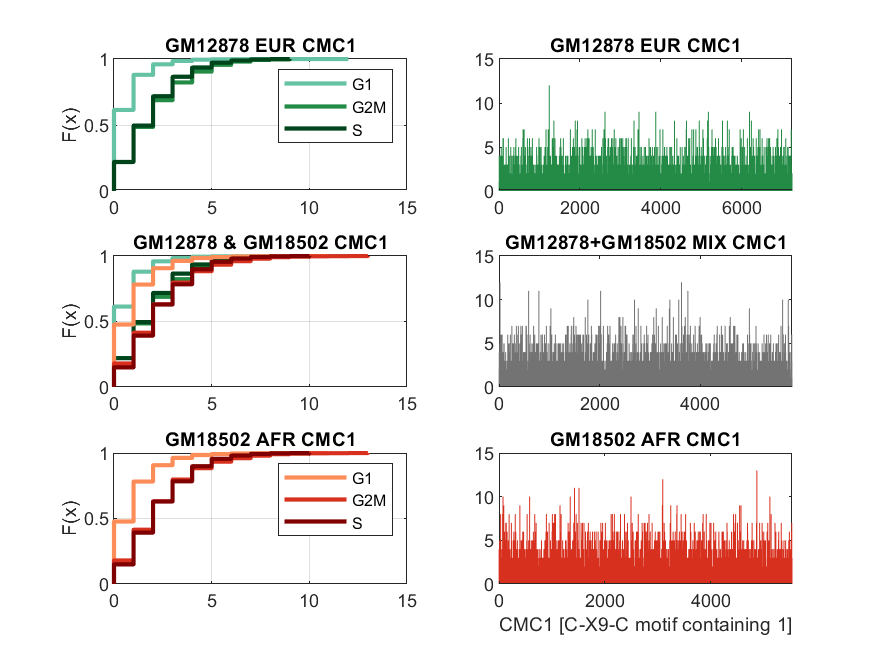 GM12878 EUR CMC1
F(x)
1
0.5
0
0 5 10 15
G1
G2M
S
GM12878 EUR CMC1
15
10
5
0
0 2000 4000 6000
GM12878 & GM18502 CMC1
F(x)
1
0.5
0
0 5 10 15
GM12878+GM18502 MIX CMC1
15
10
5
0
0 2000 4000
GM18502 AFR CMC1
F(x)
1
0.5
0
0 5 10 15
G1
G2M
S
GM18502 AFR CMC1
15
10
5
0
0 2000 4000
CMC1 [C-X9-C motif containing 1]